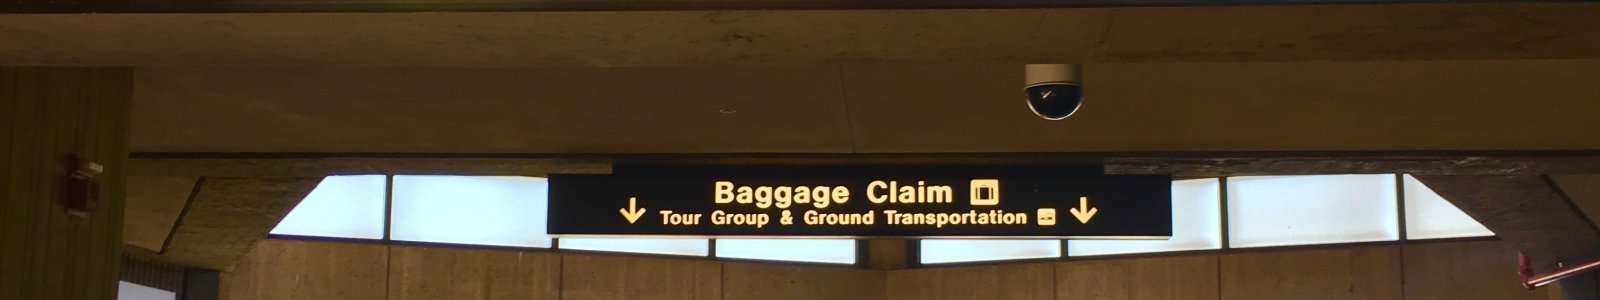 Baggage Claim
Tour Group & Ground Transportation